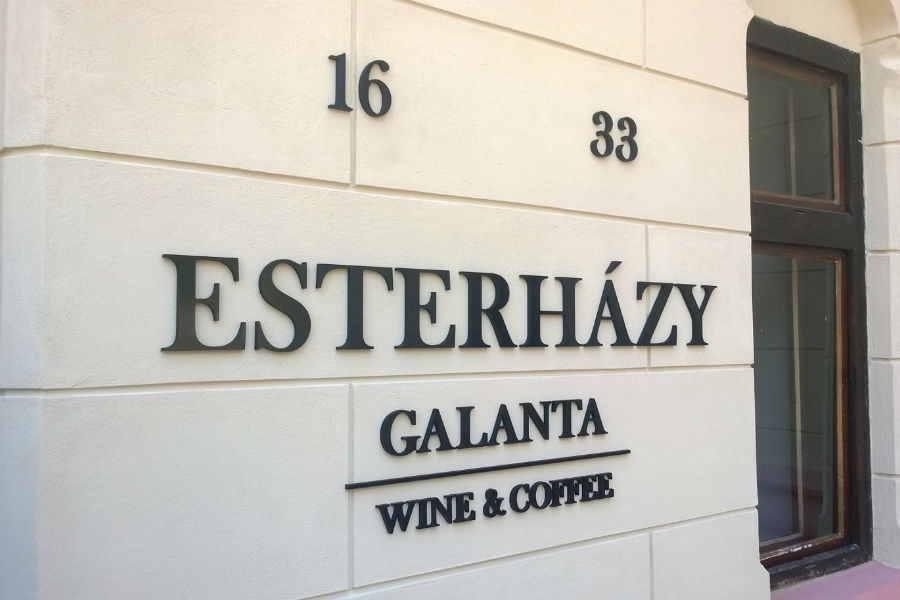 16 33
ESTERHÁZY
GALANTA
WINE & COFFEE